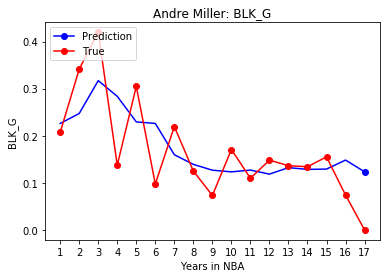 Andre Miller: BLK_G
Prediction
True
BLK_G
0.4
0.3
0.2
0.1
0.0
1 2 3 4 5 6 7 8 9 10 11 12 13 14 15 16 17
Years in NBA